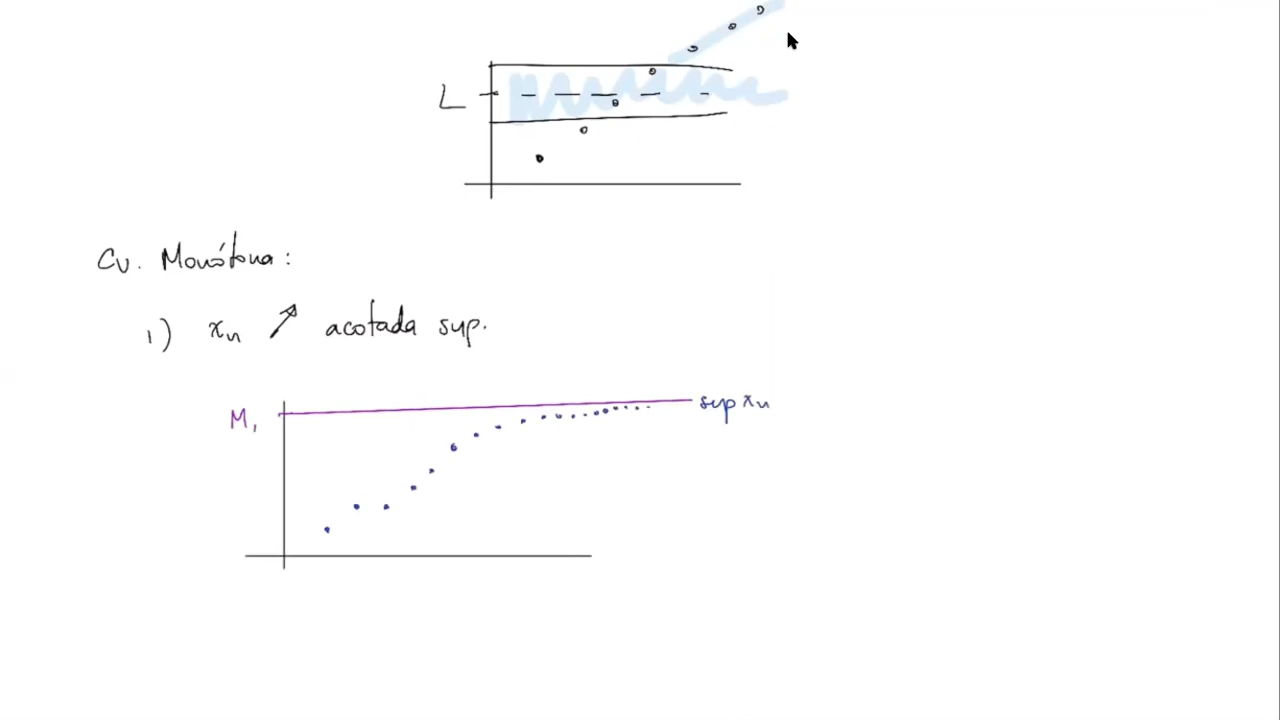 L
Cv. Monótona:
1) xn ↗ acotada sup.
M,
sup xn